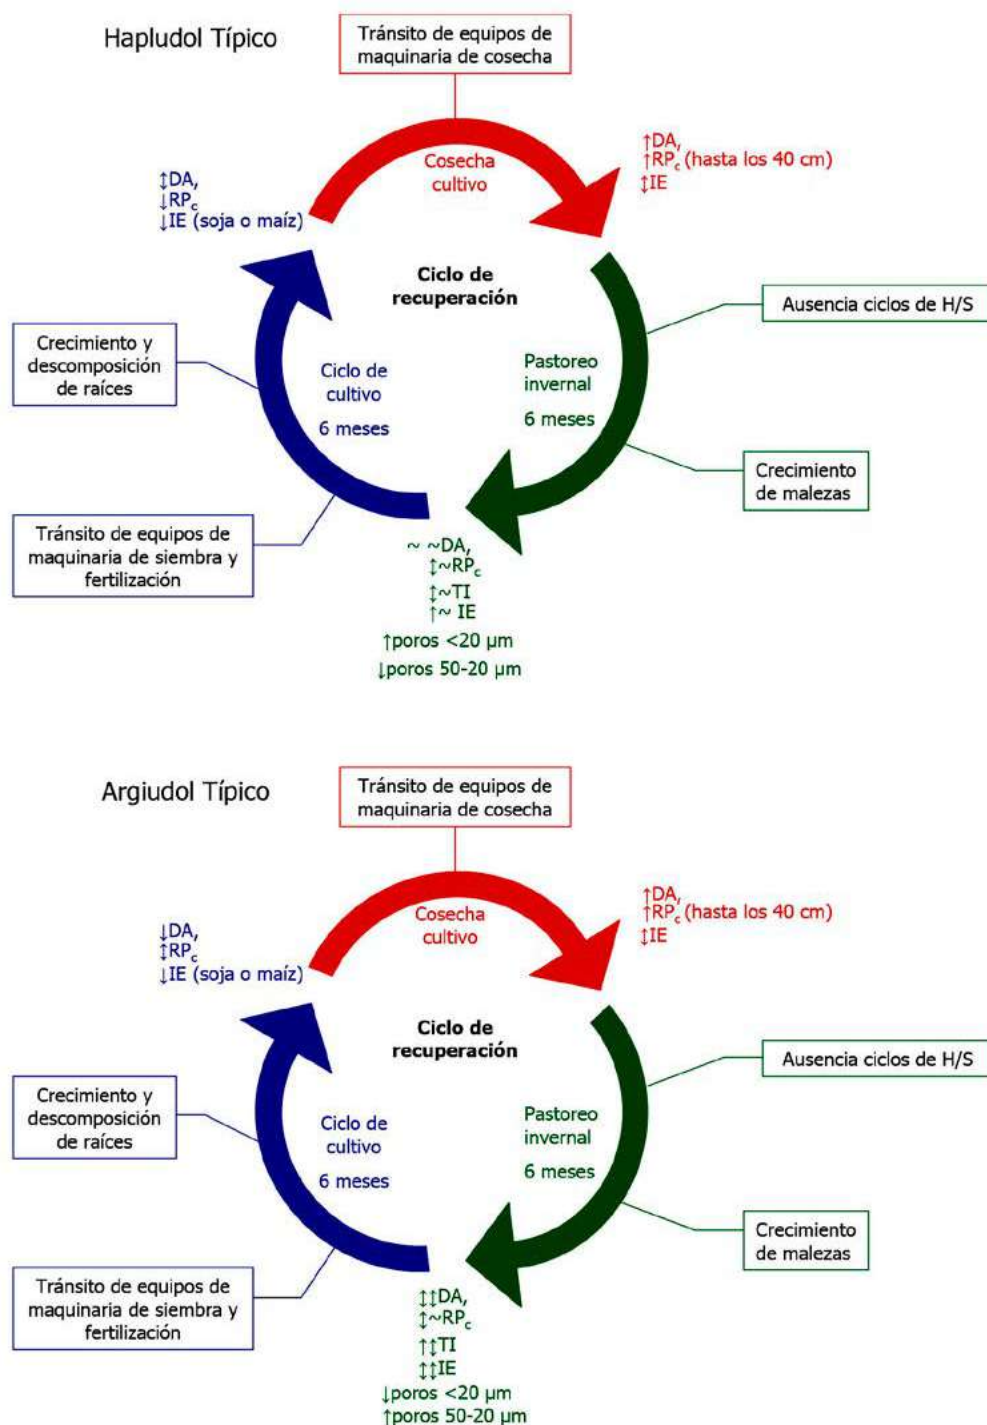 Hapludol Típico
Tránsito de equipos de
maquinaria de cosecha
Cosecha
cultivo
↑DA,
↑RPc (hasta los 40 cm)
↕IE
↕DA,
↓RPc
↓IE (soja o maíz)
Ciclo de
recuperación
Ausencia ciclos de H/S
Crecimiento y
descomposición
de raíces
Ciclo de
cultivo
6 meses
Pastoreo
invernal
6 meses
Crecimiento
de malezas
Tránsito de equipos de
maquinaria de siembra y
fertilización
~ ~DA,
↕~RPc
↕~TI
↑~ IE
↑poros <20 µm
↓poros 50-20 µm
Argiudol Típico
Tránsito de equipos de
maquinaria de cosecha
Cosecha
cultivo
↑DA,
↑RPc (hasta los 40 cm)
↕IE
↓DA,
↕RPc
↓IE (soja o maíz)
Ciclo de
recuperación
Ausencia ciclos de H/S
Crecimiento y
descomposición
de raíces
Ciclo de
cultivo
6 meses
Pastoreo
invernal
6 meses
Crecimiento
de malezas
Tránsito de equipos de
maquinaria de siembra y
fertilización
↕↕DA,
↕~RPc
↑↕TI
↕↕IE
↓poros <20 µm
↑poros 50-20 µm